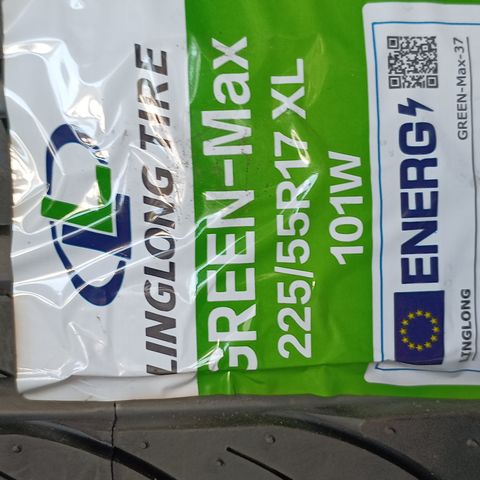 LINGLONG TIRE
GREEN-Max
225/55R17 XL
101W
ENERG
LINGLONG
GREEN-Max-37